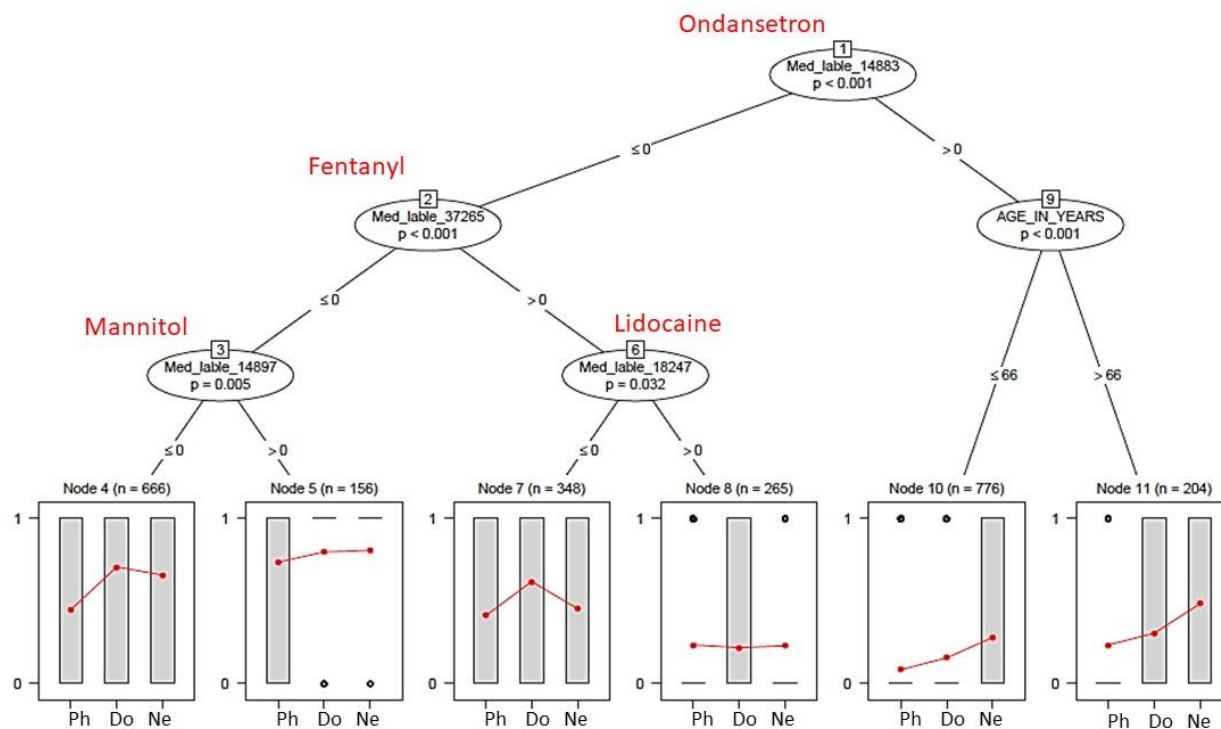 Ondansetron
1
Med_lable_14883
p < 0.001
≤ 0
> 0
Fentanyl
2
Med_lable_37265
p < 0.001
9
AGE_IN_YEARS
p < 0.001
≤ 0
> 0
Mannitol
3
Med_lable_14897
p = 0.005
Lidocaine
6
Med_lable_18247
p = 0.032
≤ 66
> 66
≤ 0
> 0
≤ 0
> 0
Node 4 (n = 666)
1
0
Ph Do Ne
Node 5 (n = 156)
1
0
Ph Do Ne
Node 7 (n = 348)
1
0
Ph Do Ne
Node 8 (n = 265)
1
0
Ph Do Ne
Node 10 (n = 776)
1
0
Ph Do Ne
Node 11 (n = 204)
1
0
Ph Do Ne